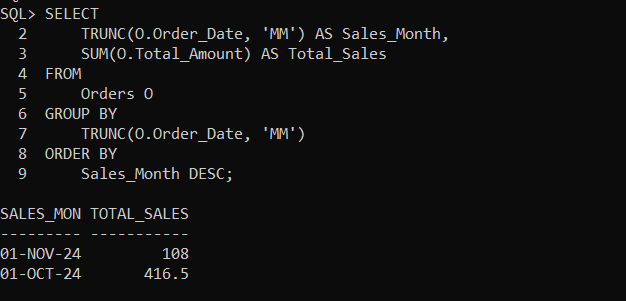 SQL> SELECT
  2      TRUNC(O.Order_Date, 'MM') AS Sales_Month,
  3      SUM(O.Total_Amount) AS Total_Sales
  4  FROM
  5      Orders O
  6  GROUP BY
  7      TRUNC(O.Order_Date, 'MM')
  8  ORDER BY
  9      Sales_Month DESC;

SALES_MON TOTAL_SALES
--------- -----------
01-NOV-24         108
01-OCT-24       416.5